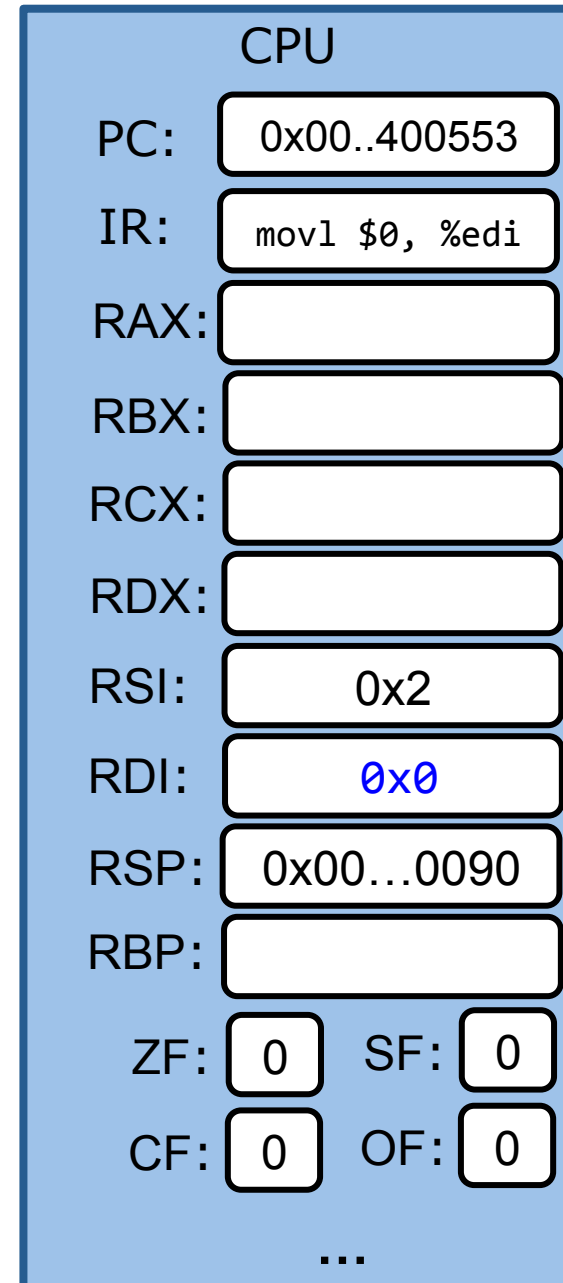 CPU
PC: 0x00..400553
IR: movl $0, %edi
RAX:
RBX:
RCX:
RDX:
RSI: 0x2
RDI: 0x0
RSP: 0x00…0090
RBP:
ZF: 0 SF: 0
CF: 0 OF: 0
…